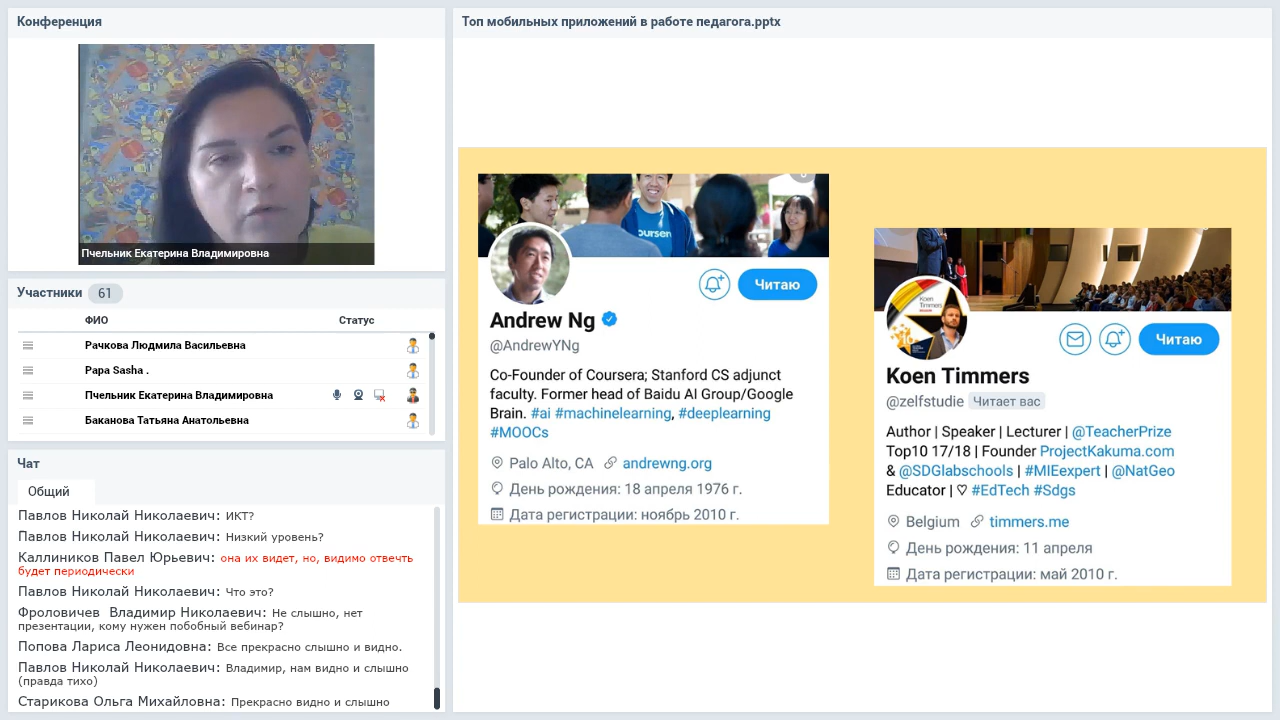 Конференция
Пчельник Екатерина Владимировна
Участники 61
ФИО Статус
Рачкова Людмила Васильевна
Papa Sasha .
Пчельник Екатерина Владимировна
Баканова Татьяна Анатольевна
Чат
Общий
Павлов Николай Николаевич: ИКТ?
Павлов Николай Николаевич: Низкий уровень?
Каллиников Павел Юрьевич: она их видет, но, видимо отвечть
будет периодически
Павлов Николай Николаевич: Что это?
Фроловичев Владимир Николаевич: Не слышно, нет
презентации, кому нужен побобный вебинар?
Попова Лариса Леонидовна: Все прекрасно слышно и видно.
Павлов Николай Николаевич: Владимир, нам видно и слышно
(правда тихо)
Старикова Ольга Михайловна: Прекрасно видно и слышно
Топ мобильных приложений в работе педагога.pptx
oursera
Читаю
Andrew Ng
@AndrewYNg
Co-Founder of Coursera; Stanford CS adjunct
faculty. Former head of Baidu AI Group/Google
Brain. #ai #machinelearning, #deeplearning
#MOOCs
Palo Alto, CA andrewng.org
День рождения: 18 апреля 1976 г.
Дата регистрации: ноябрь 2010 г.
Koen
Timmers
Читаю
Koen Timmers
@zelfstudie Читает вас
Author | Speaker | Lecturer | @TeacherPrize
Top10 17/18 | Founder ProjectKakuma.com
& @SDGlabschools | #MIEexpert | @NatGeo
Educator | ♡ #EdTech #Sdgs
Belgium timmers.me
День рождения: 11 апреля
Дата регистрации: май 2010 г.